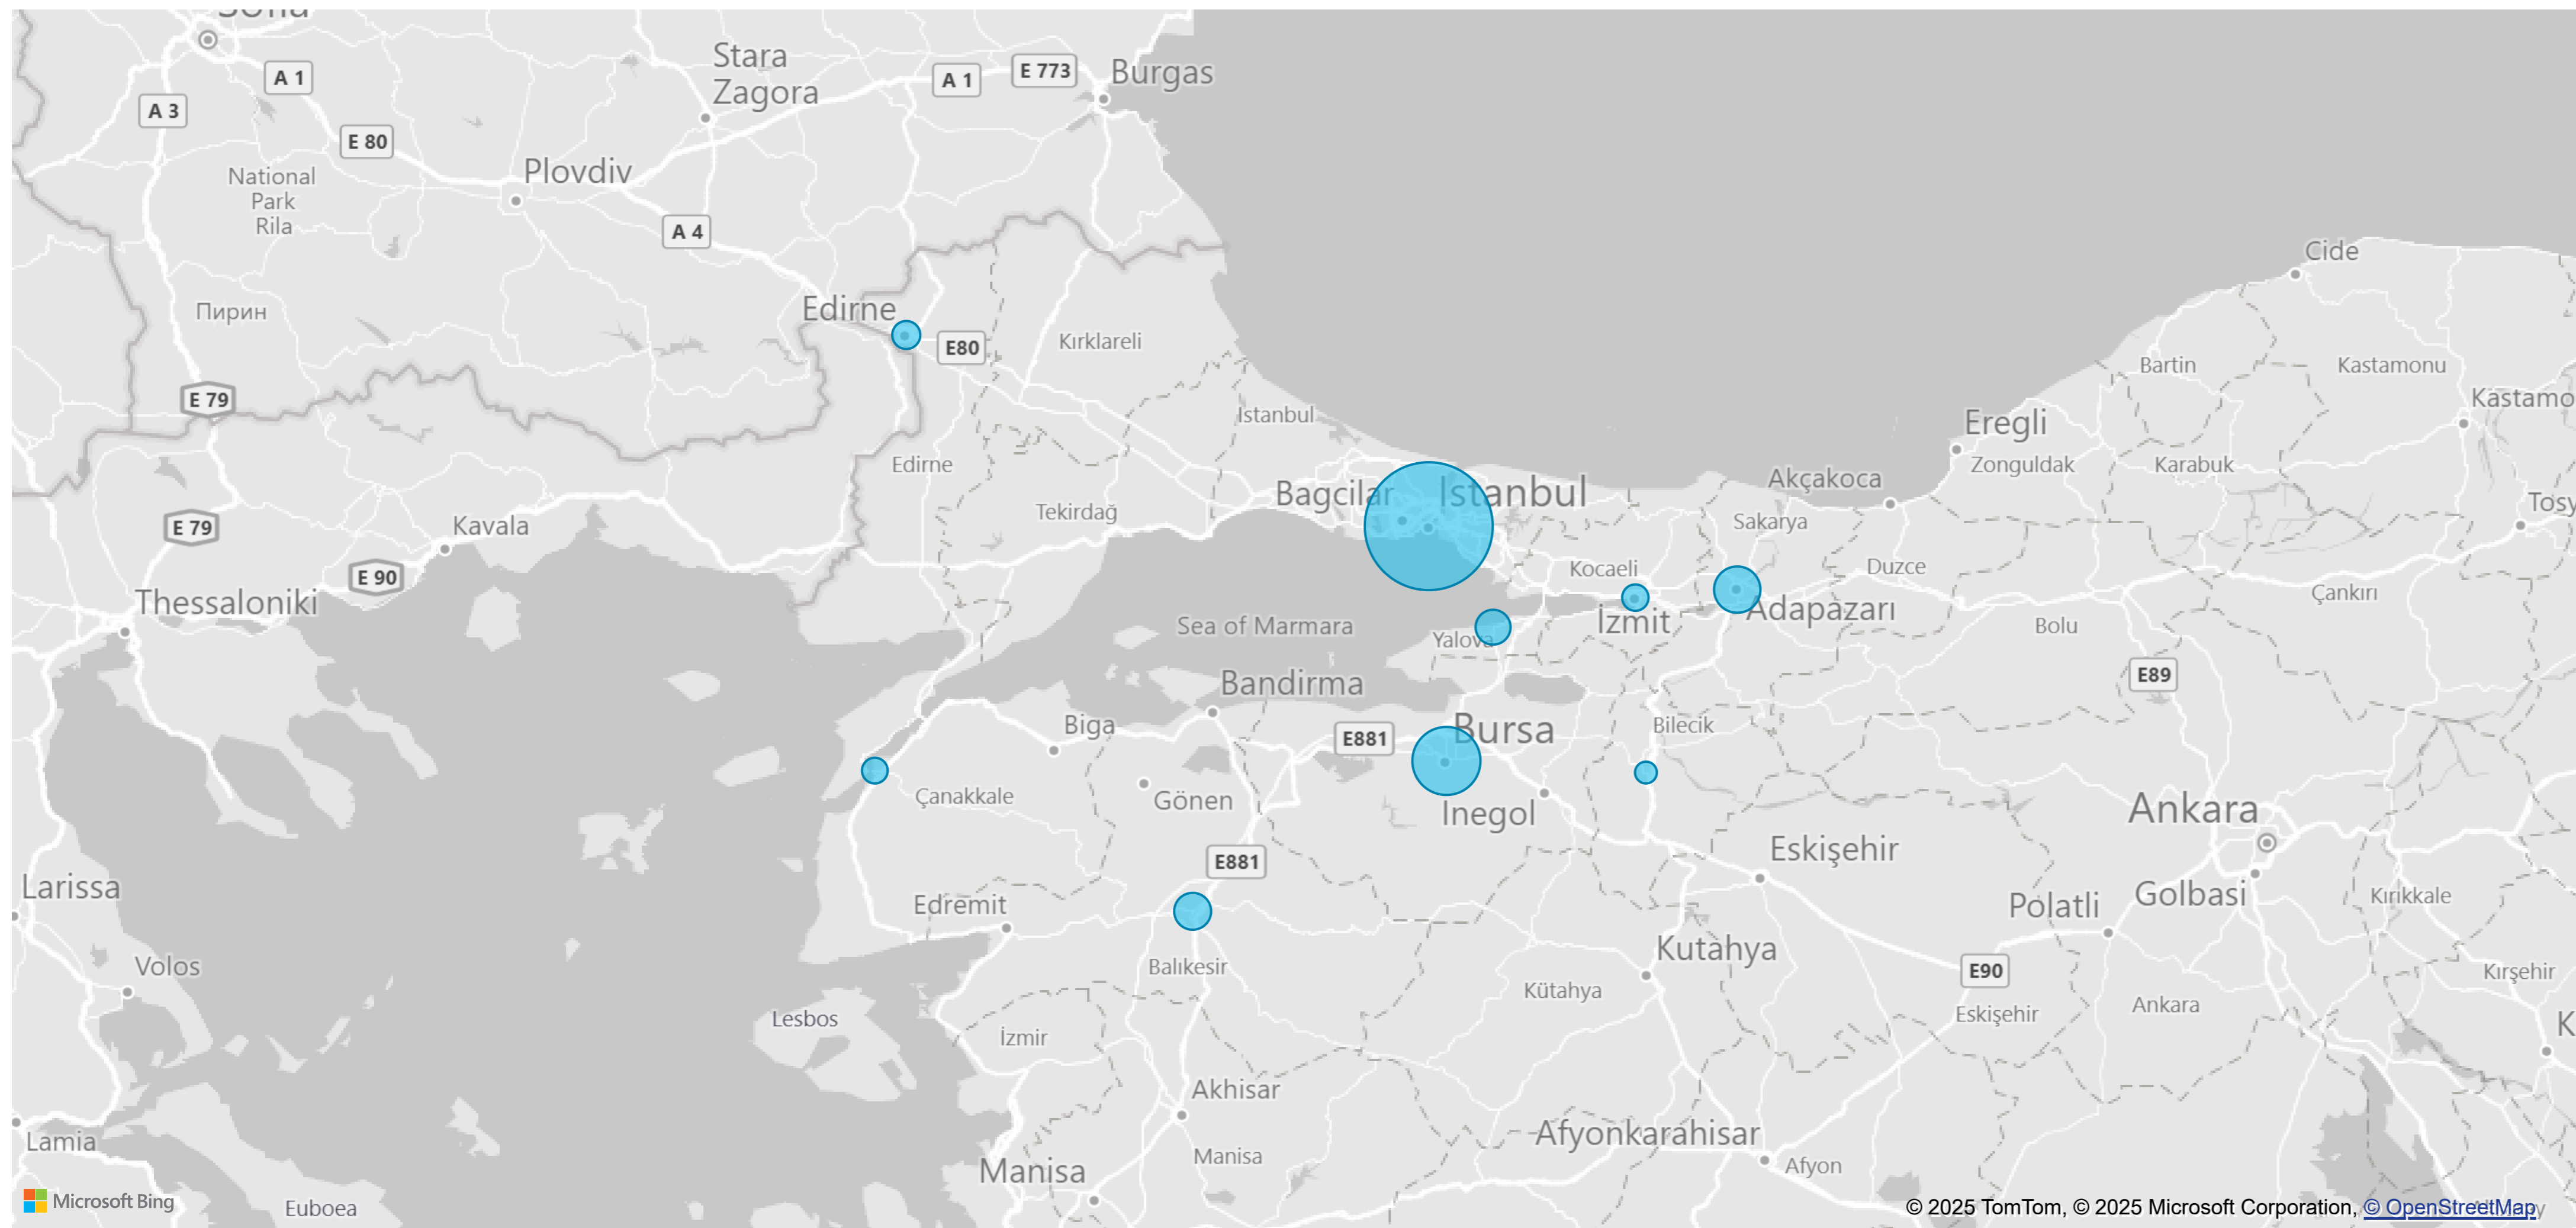 Sofia
Stara
Zagora
A 1
E 773
Burgas
A 1
A 3
E 80
Plovdiv
National
Park
Rila
A 4
Cide
Пирин
Edirne
E80
Kırklareli
Bartin
Kastamonu
E 79
Kastamo
Istanbul
Eregli
Edirne
Zonguldak
Karabuk
Bagcilar
Istanbul
Akçakoca
Tosy
Tekirdağ
Sakarya
E 79
Kavala
Kocaeli
Duzce
E 90
Çankırı
Thessaloniki
Adapazarı
Sea of Marmara
İzmit
Bolu
Yalova
E89
Bandirma
Biga
Bursa
Bilecik
E881
Çanakkale
Gönen
Inegol
Ankara
Eskişehir
E881
Larissa
Edremit
Polatli
Golbasi
Kırıkkale
Kutahya
Volos
Balıkesir
E90
Kırşehir
Kütahya
Ankara
Lesbos
Eskişehir
İzmir
K
Akhisar
Lamia
Afyonkarahisar
Manisa
Afyon
Manisa
Microsoft Bing
Euboea
© 2025 TomTom, © 2025 Microsoft Corporation, © OpenStreetMap